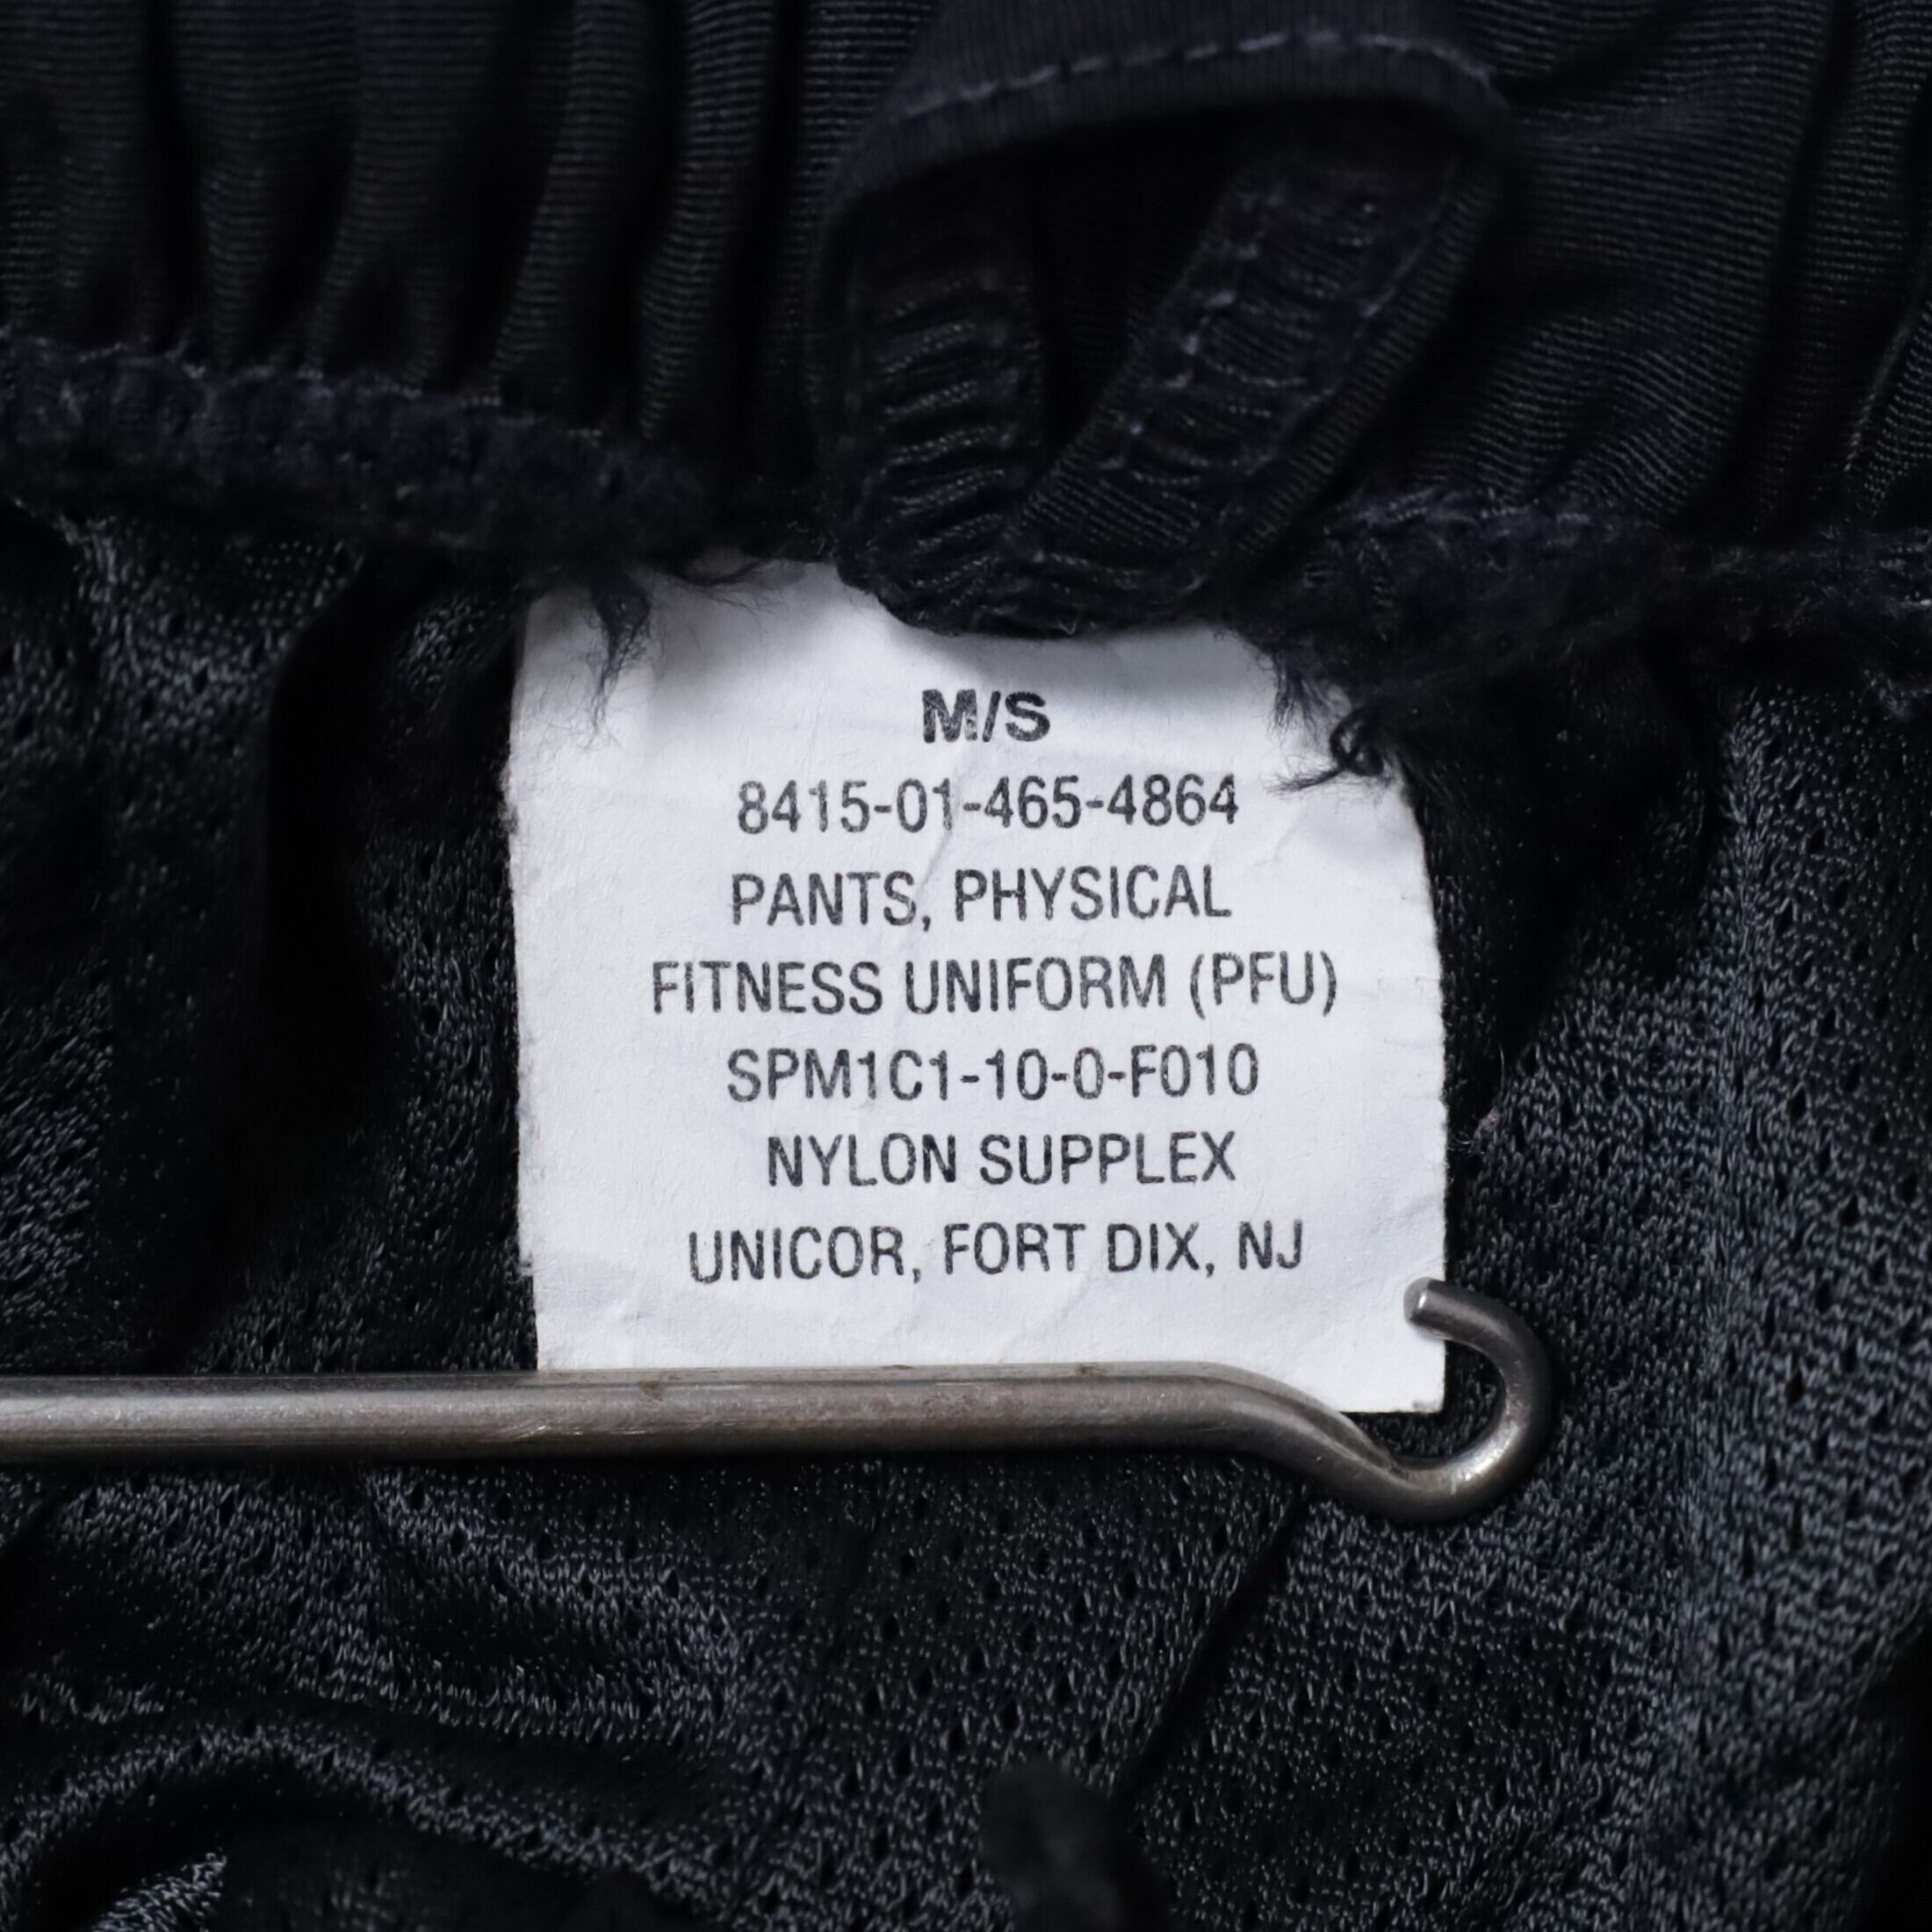 M/S
8415-01-465-4864
PANTS, PHYSICAL
FITNESS UNIFORM (PFU)
SPM1C1-10-0-F010
NYLON SUPPLEX
UNICOR, FORT DIX, NJ